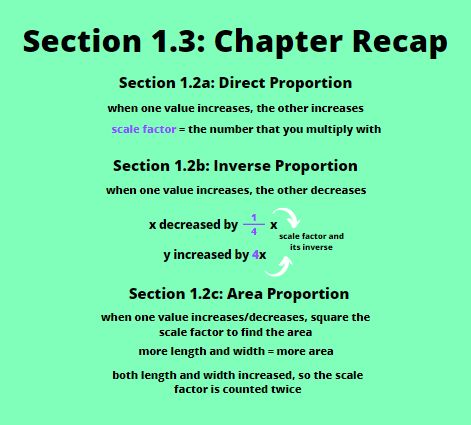 Section 1.3: Chapter Recap
Section 1.2a: Direct Proportion
when one value increases, the other increases
scale factor = the number that you multiply with
Section 1.2b: Inverse Proportion
when one value increases, the other decreases
x decreased by 1/4 x
scale factor and
its inverse
y increased by 4x
Section 1.2c: Area Proportion
when one value increases/decreases, square the
scale factor to find the area
more length and width = more area
both length and width increased, so the scale
factor is counted twice